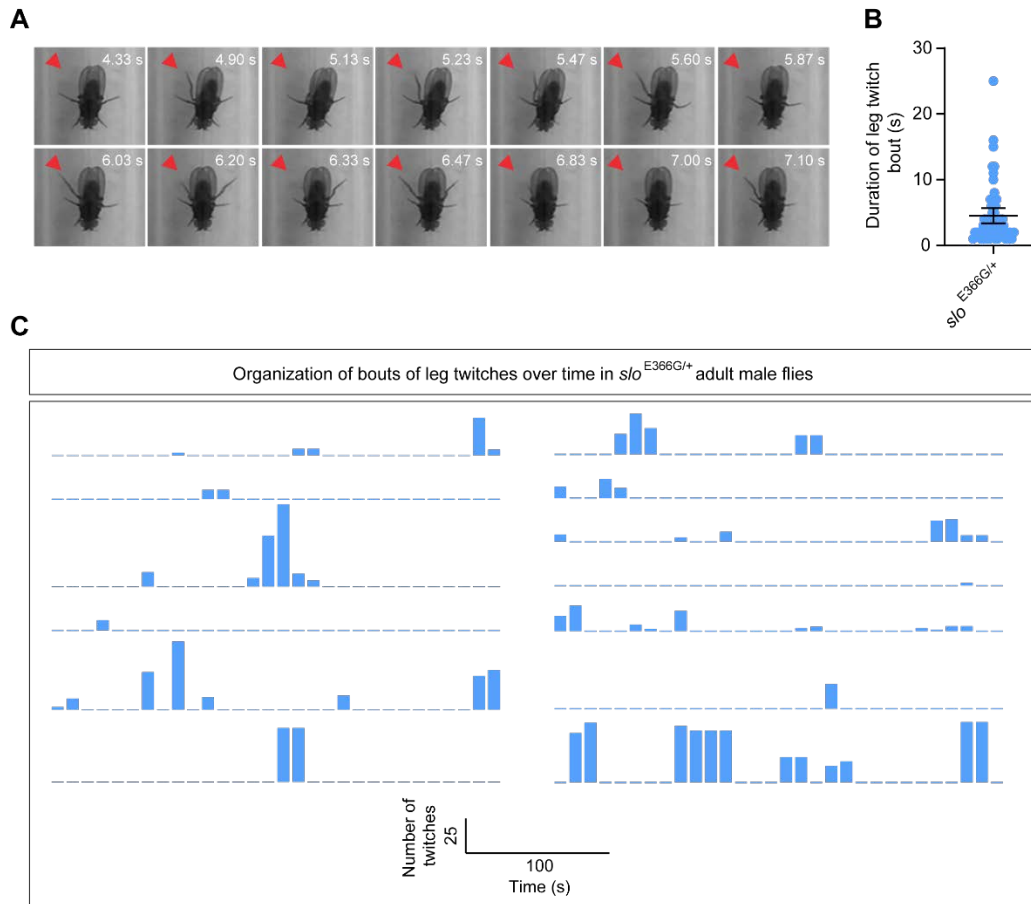 A
4.33 s 4.90 s 5.13 s 5.23 s 5.47 s 5.60 s 5.87 s
6.03 s 6.20 s 6.33 s 6.47 s 6.83 s 7.00 s 7.10 s
B
Duration of leg twitch
bout (s)
30
20
10
0
slo E366G/+
C
Organization of bouts of leg twitches over time in slo E366G/+ adult male flies
Number of
twitches
25
100
Time (s)